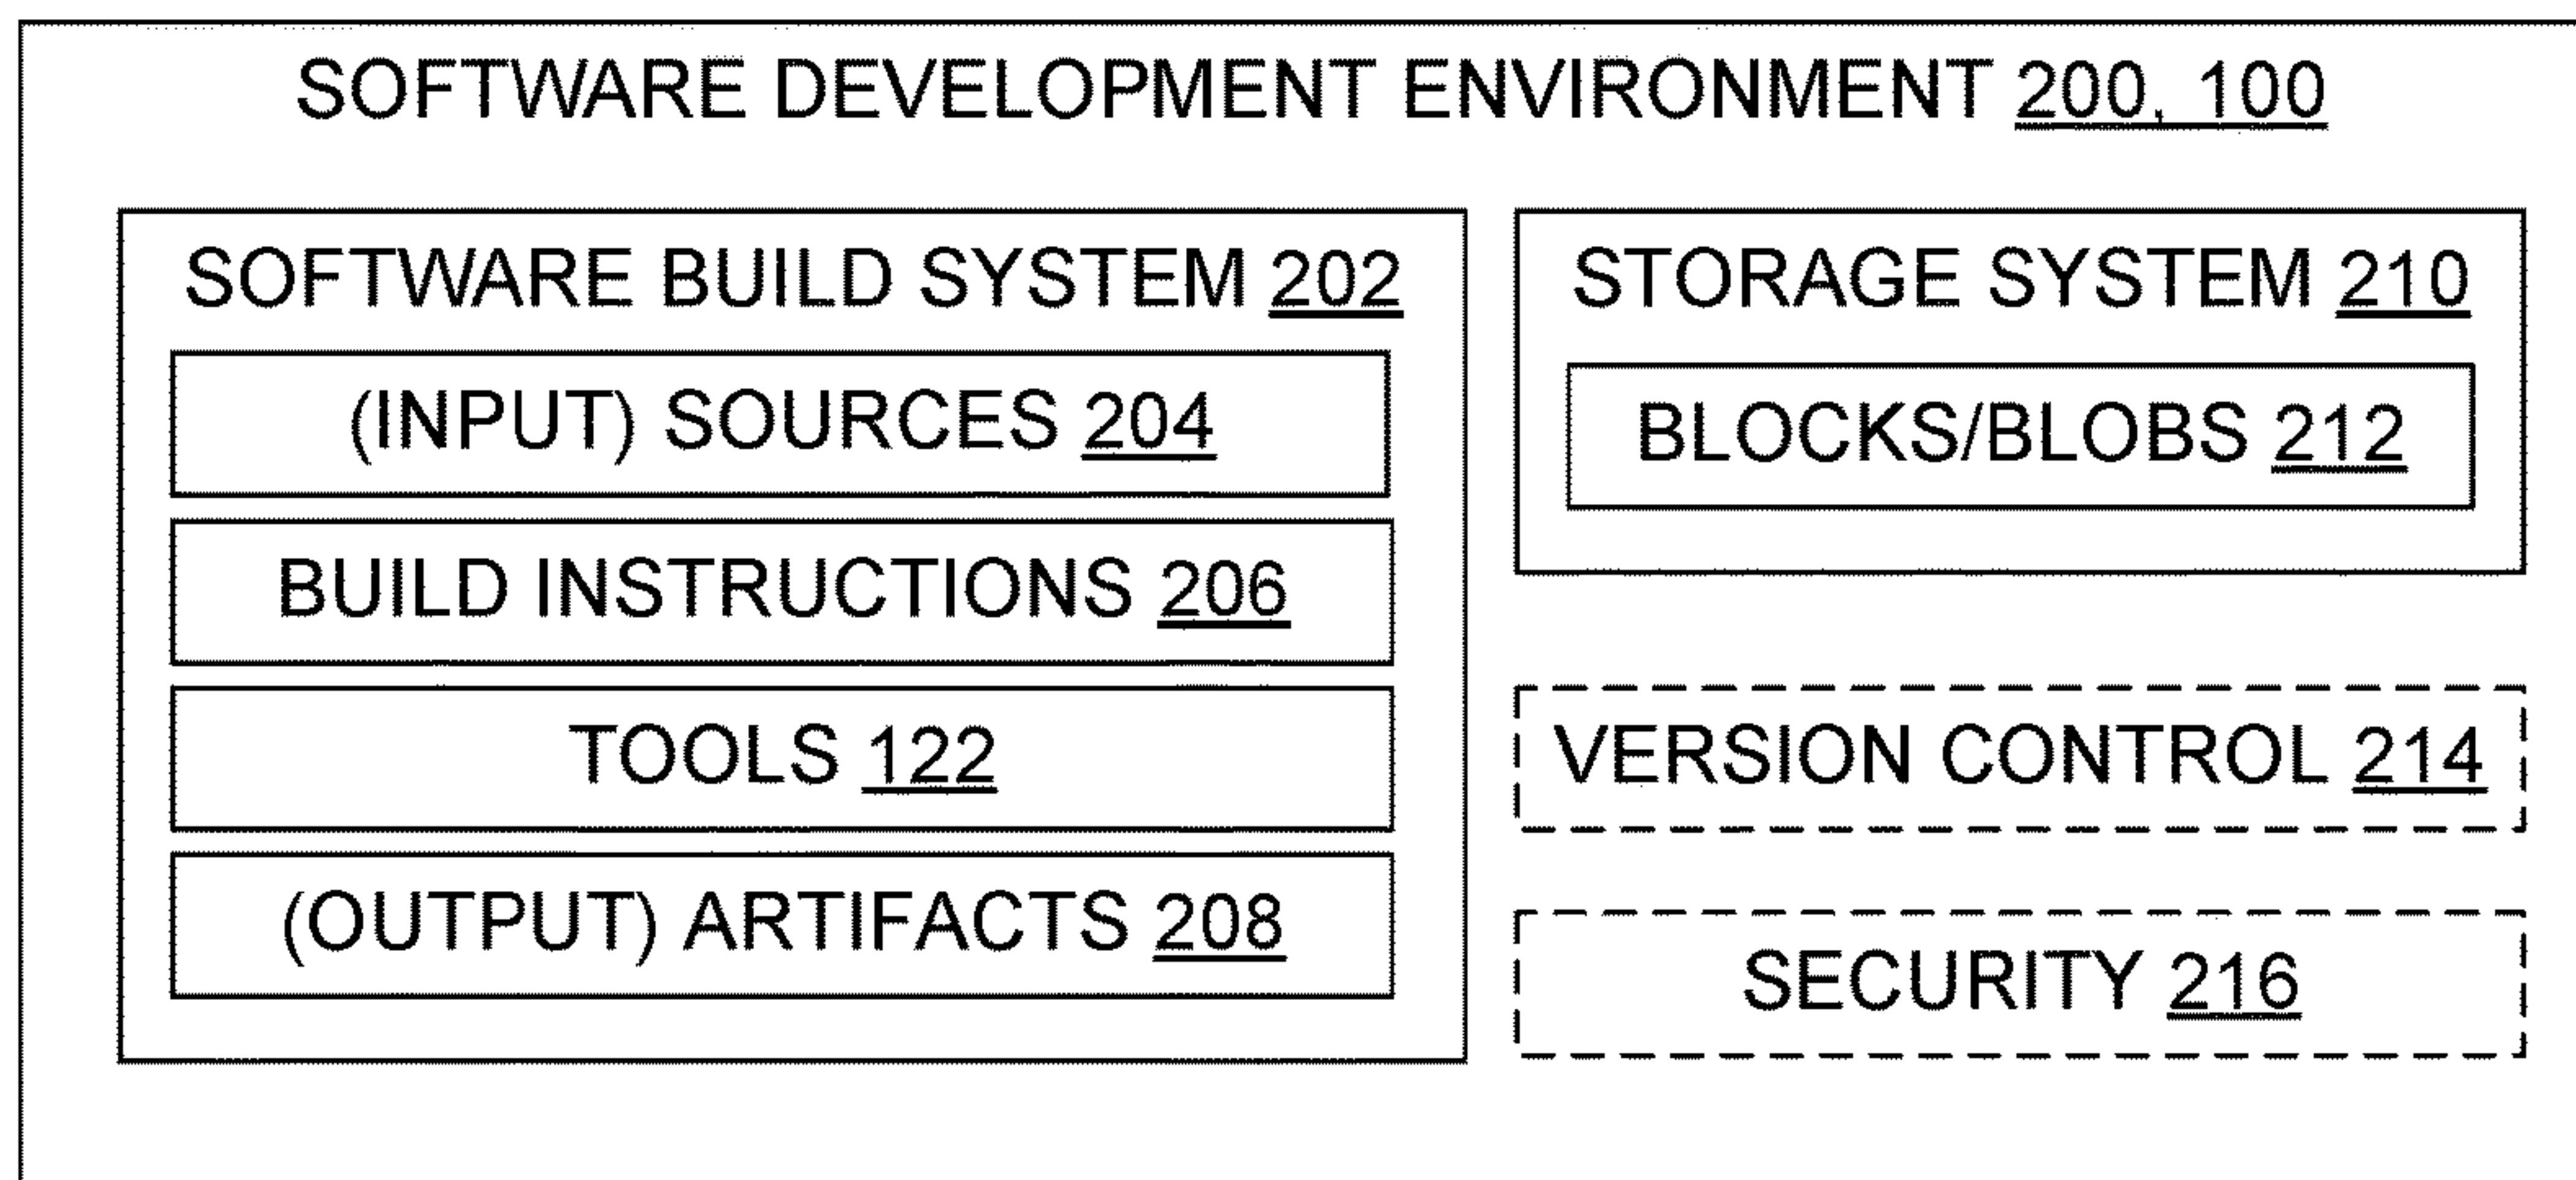 SOFTWARE DEVELOPMENT ENVIRONMENT 200, 100
SOFTWARE BUILD SYSTEM 202
(INPUT) SOURCES 204
BUILD INSTRUCTIONS 206
TOOLS 122
(OUTPUT) ARTIFACTS 208
STORAGE SYSTEM 210
BLOCKS/BLOBS 212
VERSION CONTROL 214
SECURITY 216